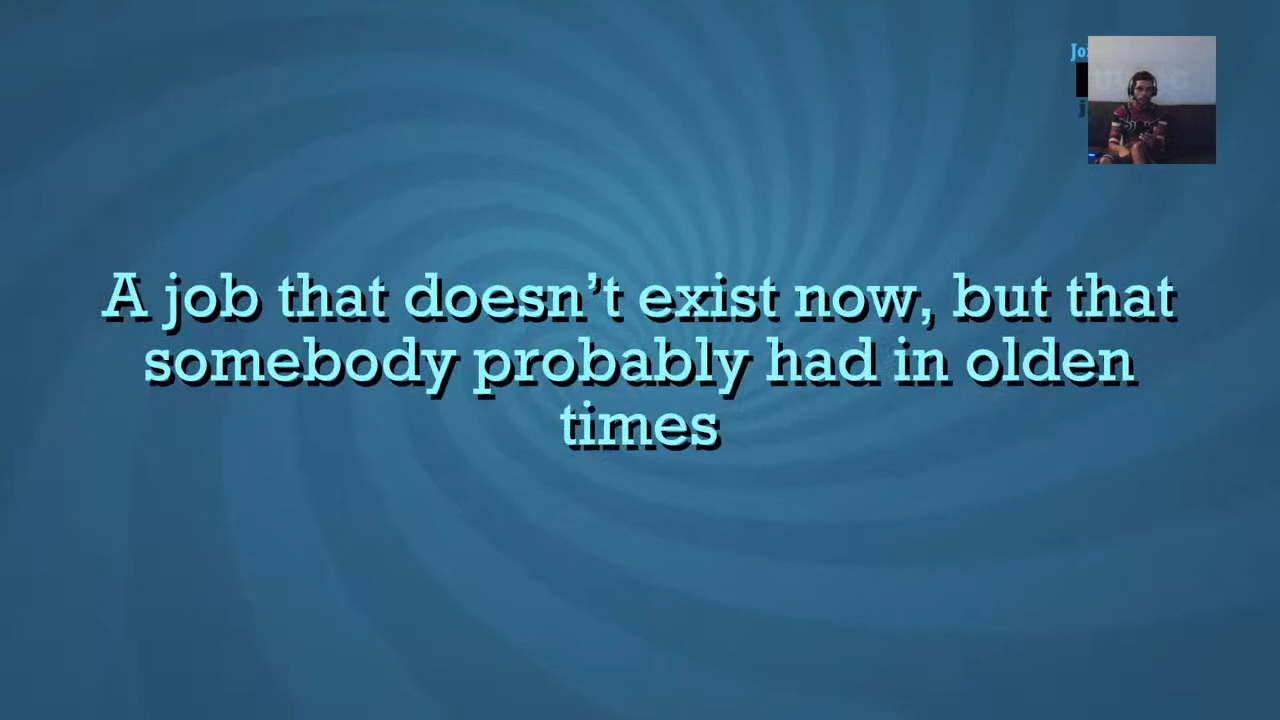 A job that doesn't exist now, but that
somebody probably had in olden
times